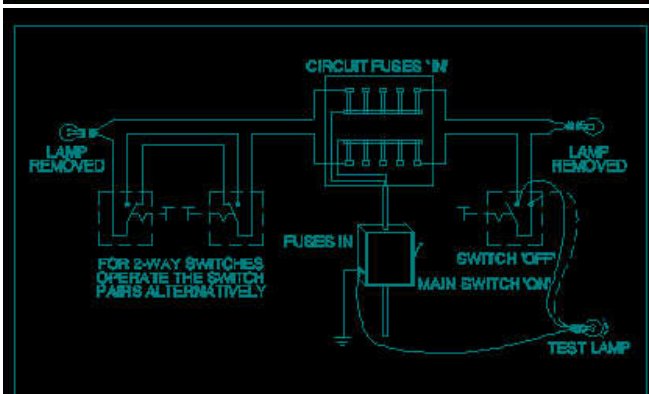 CIRCUIT FUSES 'IN'
LAMP
REMOVED
LAMP
REMOVED
FUSES IN
SWITCH 'OFF'
MAIN SWITCH 'ON'
FOR 2-WAY SWITCHES
OPERATE THE SWITCH
PAIRS ALTERNATIVELY
TEST LAMP